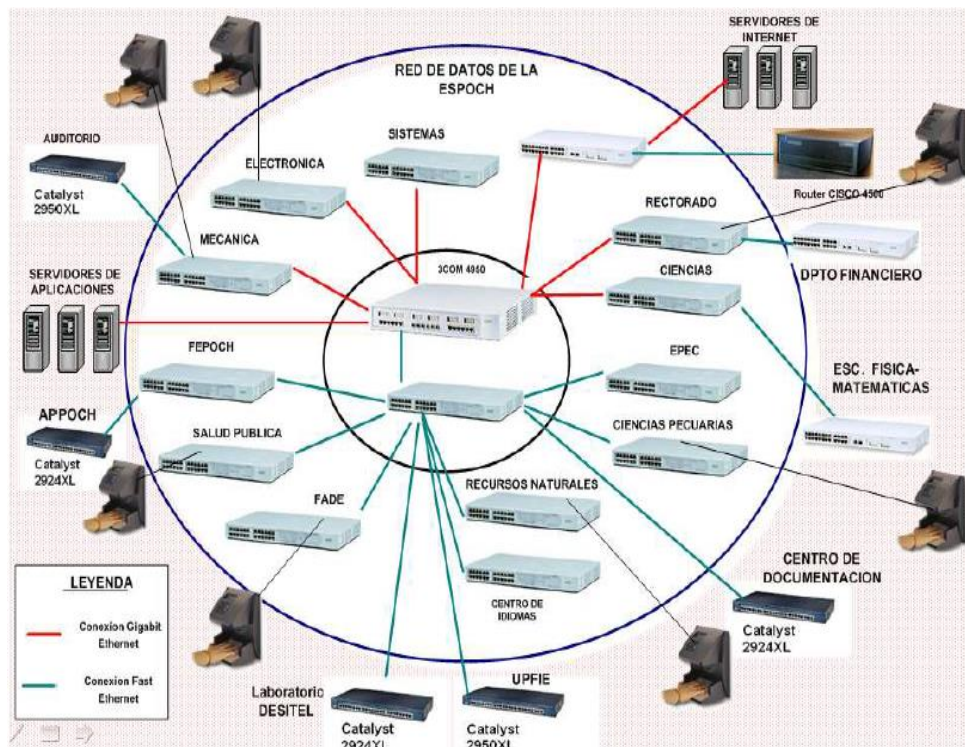 SERVIDORES DE
INTERNET
RED DE DATOS DE LA
ESPOCH
AUDITORIO
SISTEMAS
ELECTRONICA
Catalyst
2950XL
Router CISCO 4500
RECTORADO
MECANICA
DPTO FINANCIERO
3COM 4950
CIENCIAS
SERVIDORES DE
APLICACIONES
FEPOCH
EPEC
ESC. FISICA-
MATEMATICAS
APPOCH
Catalyst
2924XL
SALUD PUBLICA
CIENCIAS PECUARIAS
RECURSOS NATURALES
FADE
CENTRO DE
DOCUMENTACION
LEYENDA
CENTRO DE
IDIOMAS
Conexion Gigabit
Ethernet
Catalyst
2924XL
Conexion Fast
Ethernet
Laboratorio
DESITEL
UPFIE
Catalyst
2924XL
Catalyst
2950XL